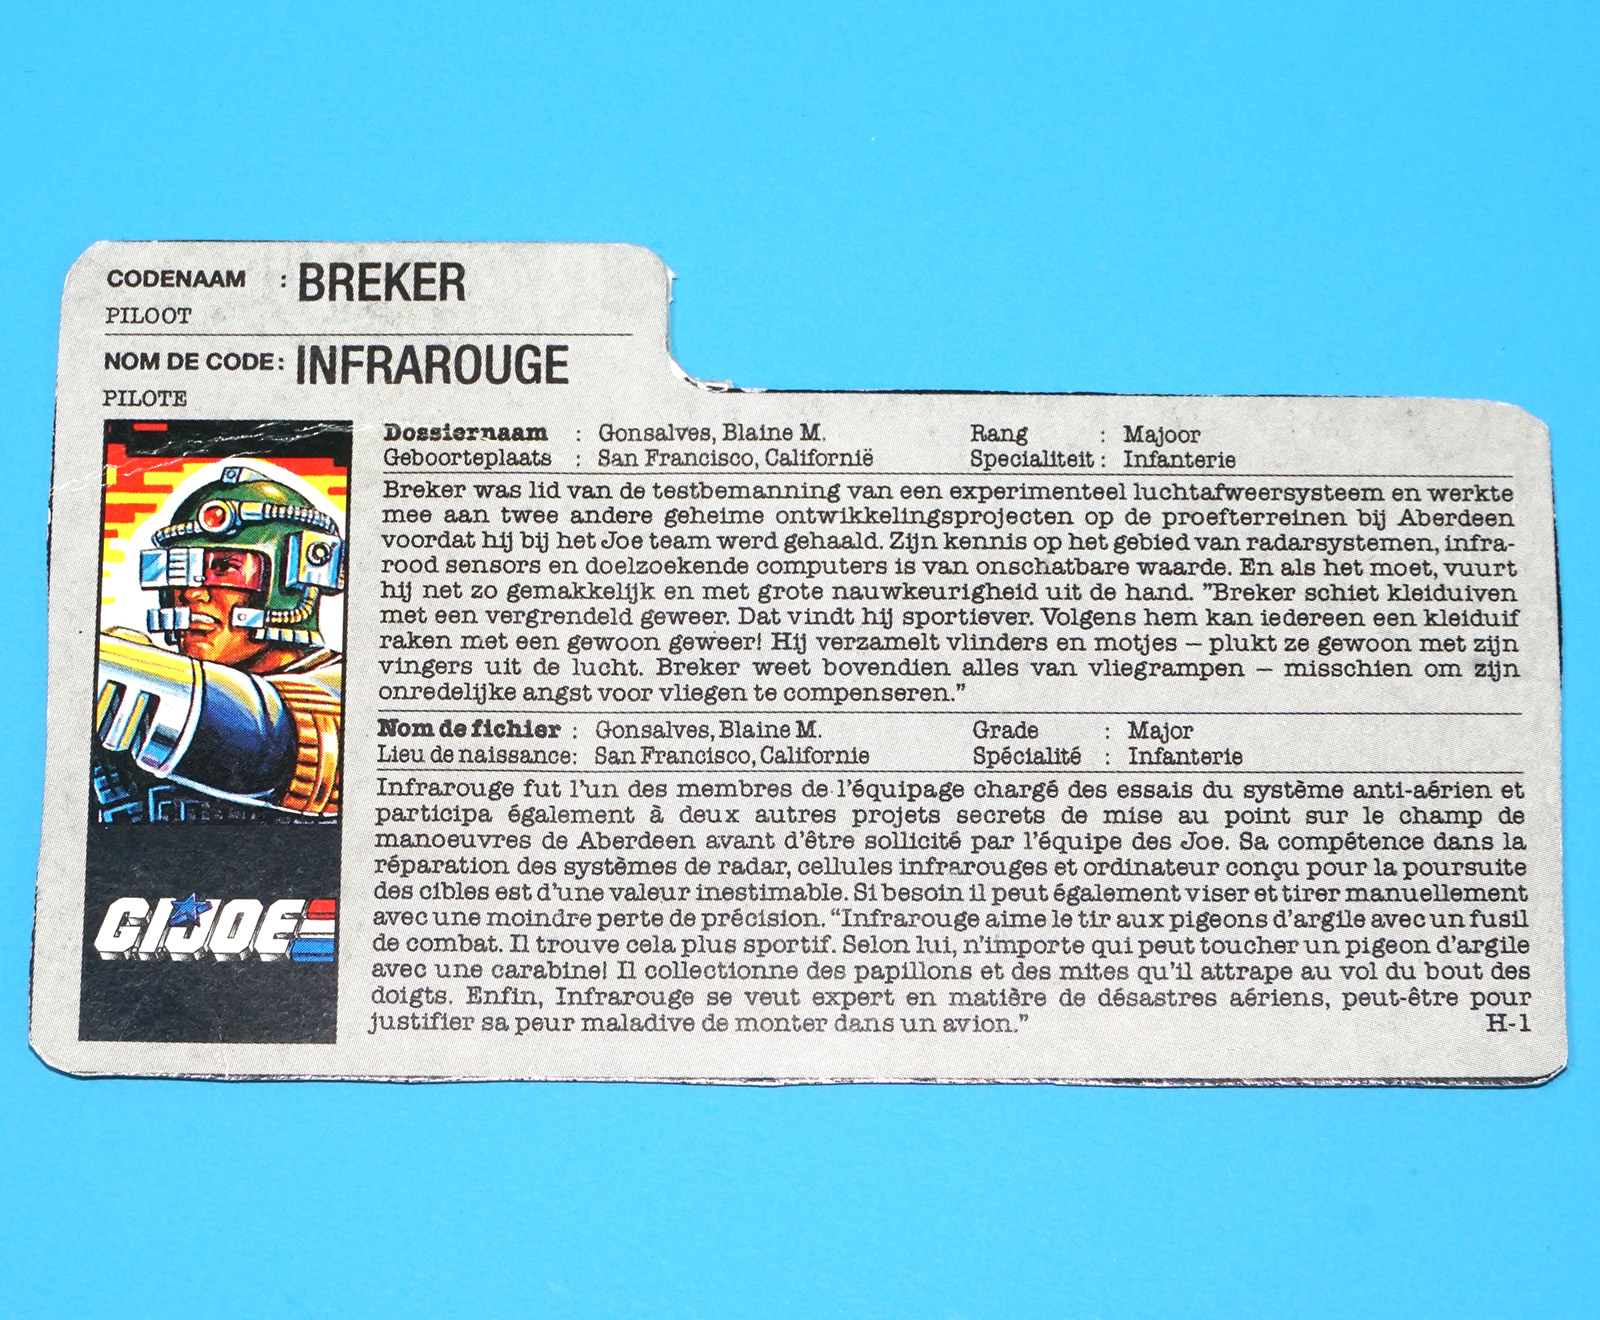 CODENAAM : BREKER
PILOOT
NOM DE CODE: INFRAROUGE
PILOTE
Dossiernaam : Gonsalves, Blaine M. Rang : Majoor
Geboorteplaats : San Francisco, Californië Specialiteit : Infanterie
Breker was lid van de testbemanning van een experimenteel luchtafweersysteem en werkte
mee aan twee andere geheime ontwikkelingsprojecten op de proefterreinen bij Aberdeen
voordat hij bij het Joe team werd gehaald. Zijn kennis op het gebied van radarsystemen, infra-
rood sensors en doelzoekende computers is van onschatbare waarde. En als het moet, vuurt
hij net zo gemakkelijk en met grote nauwkeurigheid uit de hand. ”Breker schiet kleiduiven
met een vergrendeld geweer. Dat vindt hij sportiever. Volgens hem kan iedereen een kleiduif
raken met een gewoon geweer! Hij verzamelt vlinders en motjes – plukt ze gewoon met zijn
vingers uit de lucht. Breker weet bovendien alles van vliegrampen – misschien om zijn
onredelijke angst voor vliegen te compenseren.”
Nom de fichier : Gonsalves, Blaine M. Grade : Major
Lieu de naissance: San Francisco, Californie Spécialité : Infanterie
Infrarouge fut l'un des membres de l'équipage chargé des essais du système anti-aérien et
participa également à deux autres projets secrets de mise au point sur le champ de
manoeuvres de Aberdeen avant d'être sollicité par l'équipe des Joe. Sa compétence dans la
réparation des systèmes de radar, cellules infrarouges et ordinateur conçu pour la poursuite
des cibles est d'une valeur inestimable. Si besoin il peut également viser et tirer manuellement
avec une moindre perte de précision. “Infrarouge aime le tir aux pigeons d'argile avec un fusil
de combat. Il trouve cela plus sportif. Selon lui, n'importe qui peut toucher un pigeon d'argile
avec une carabine! Il collectionne des papillons et des mites qu'il attrape au vol du bout des
doigts. Enfin, Infrarouge se veut expert en matière de désastres aériens, peut-être pour
justifier sa peur maladive de monter dans un avion.” H-1
GI JOE